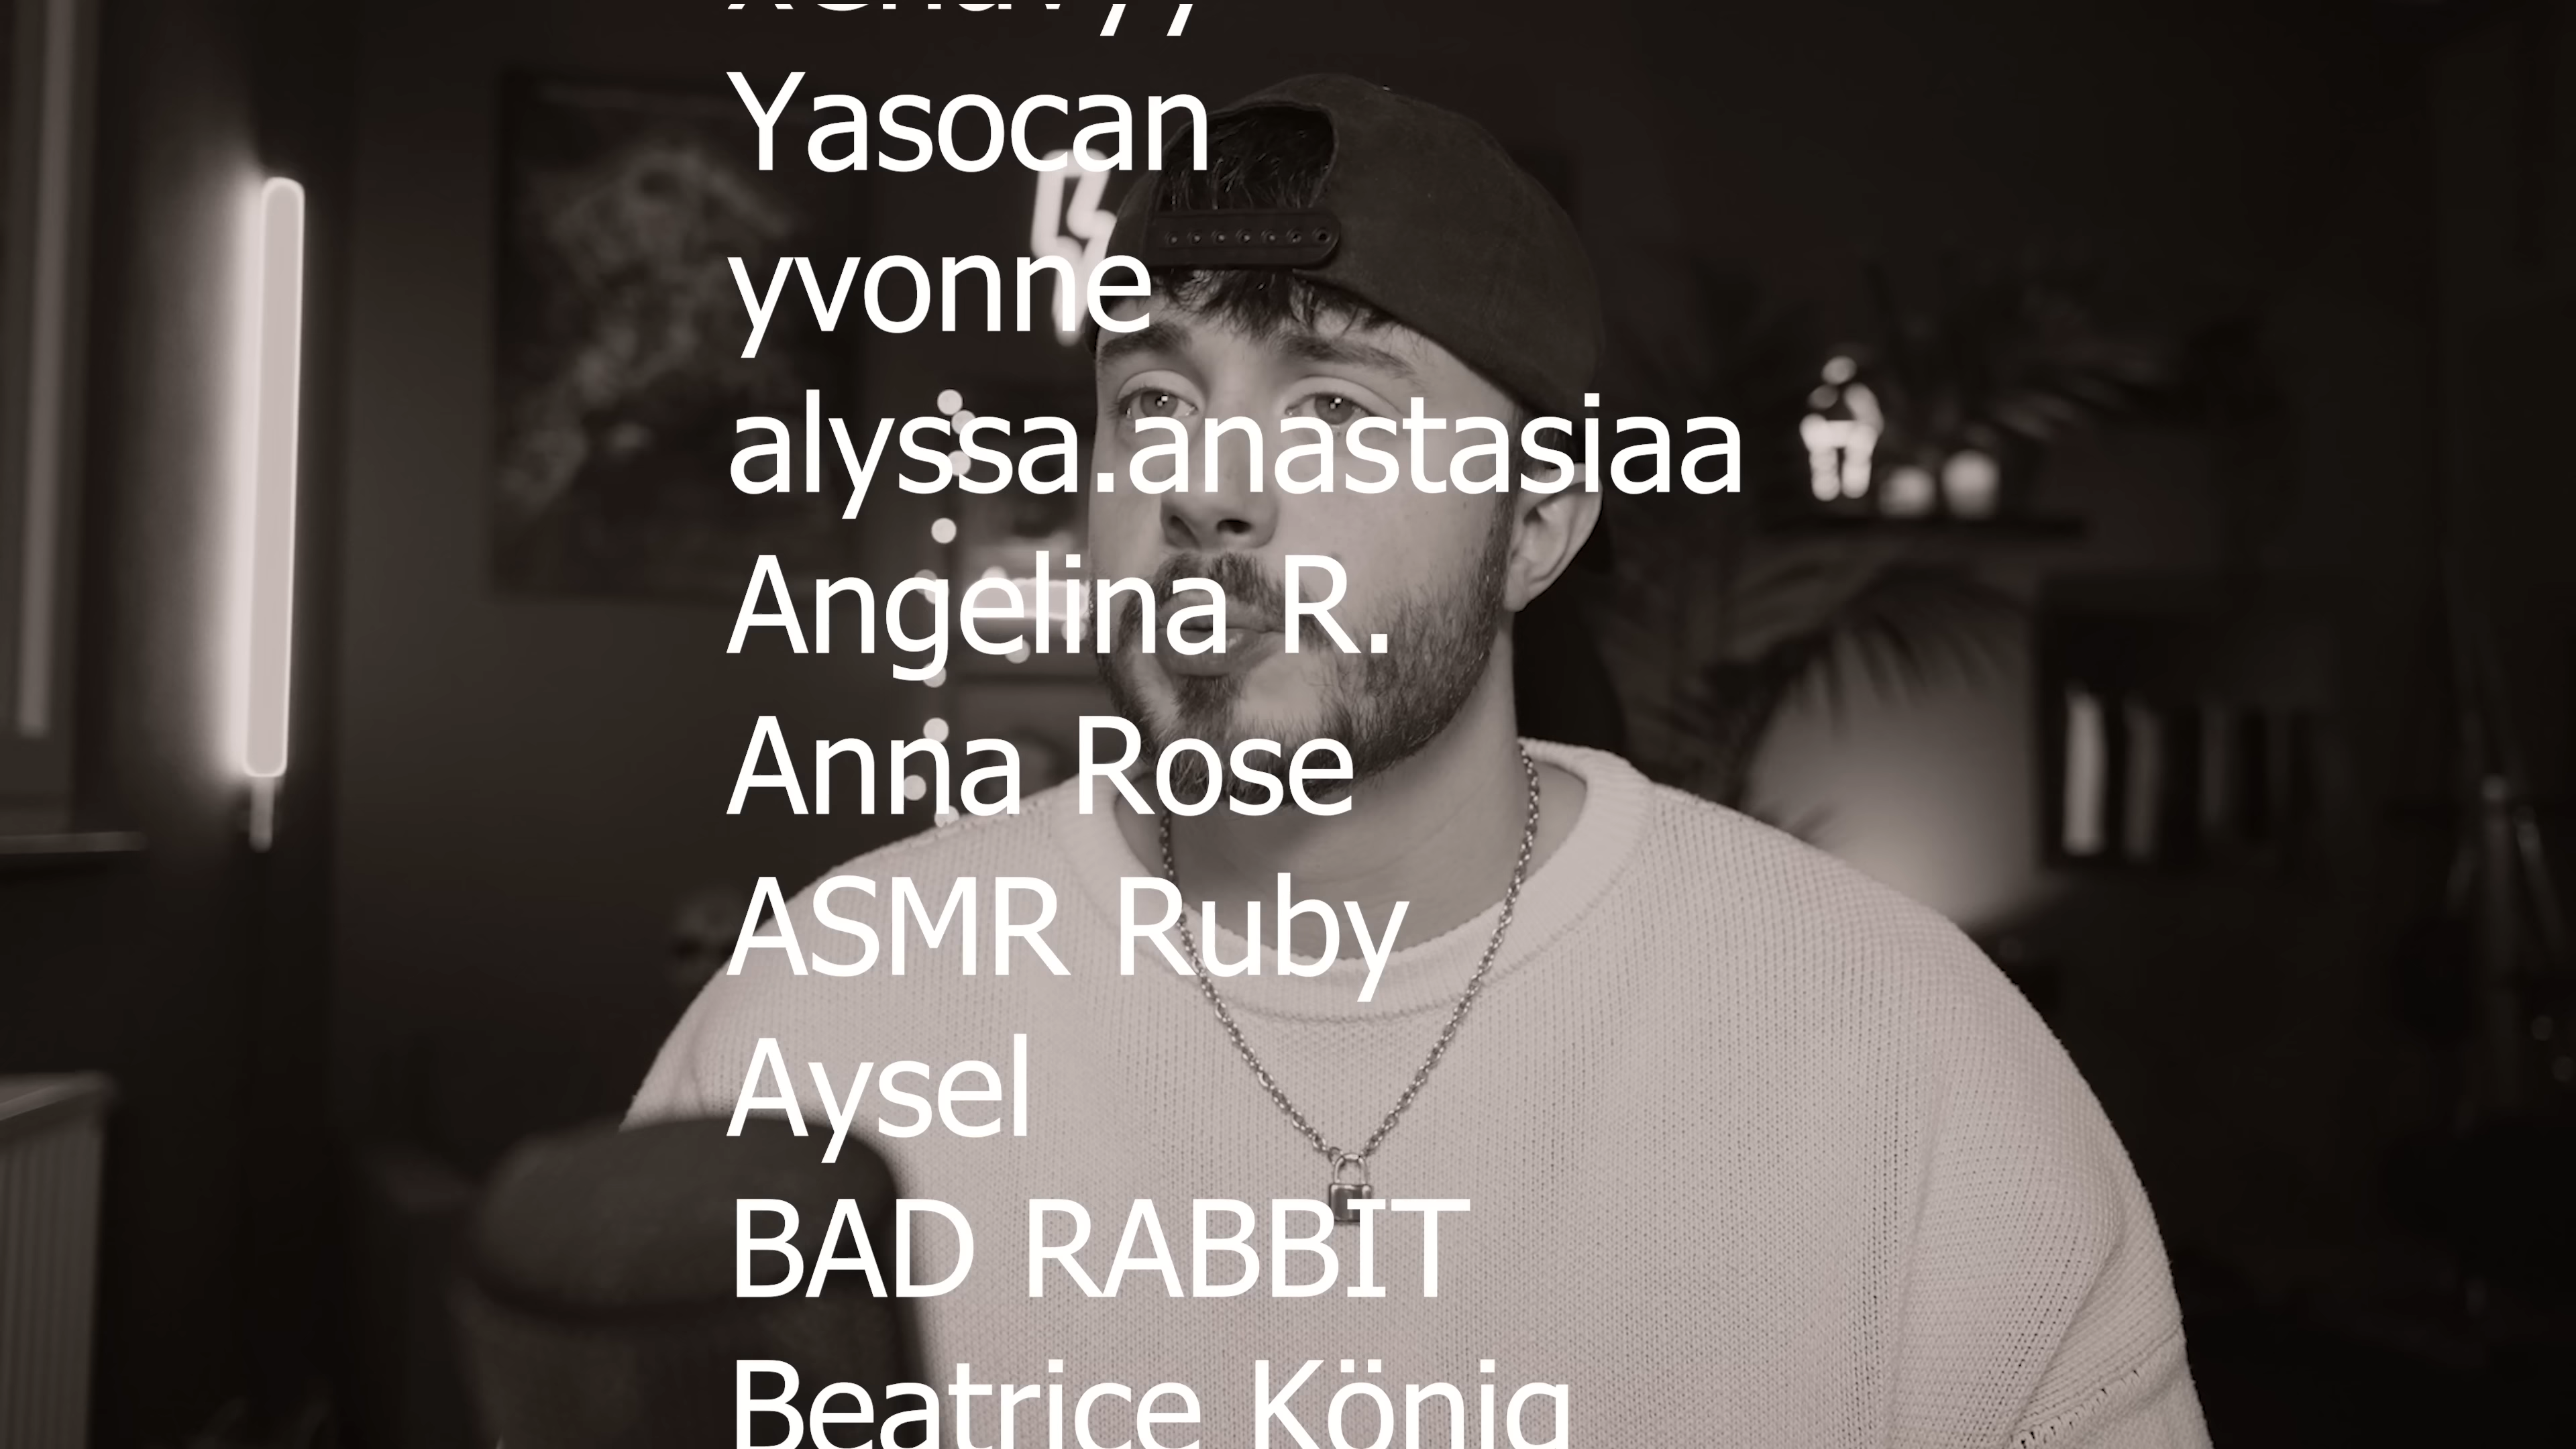 Yasocan
yvonne
alyssa.anastasiaa
Angelina R.
Anna Rose
ASMR Ruby
Aysel
BAD RABBIT
Beatrice König